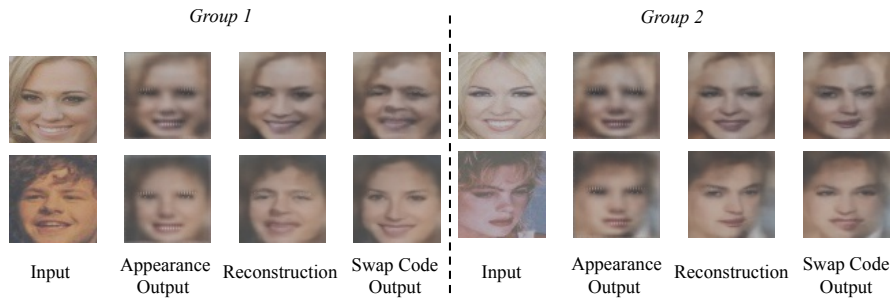 Group 1
Group 2
Input
Appearance
Output
Reconstruction
Swap Code
Output
Input
Appearance
Output
Reconstruction
Swap Code
Output